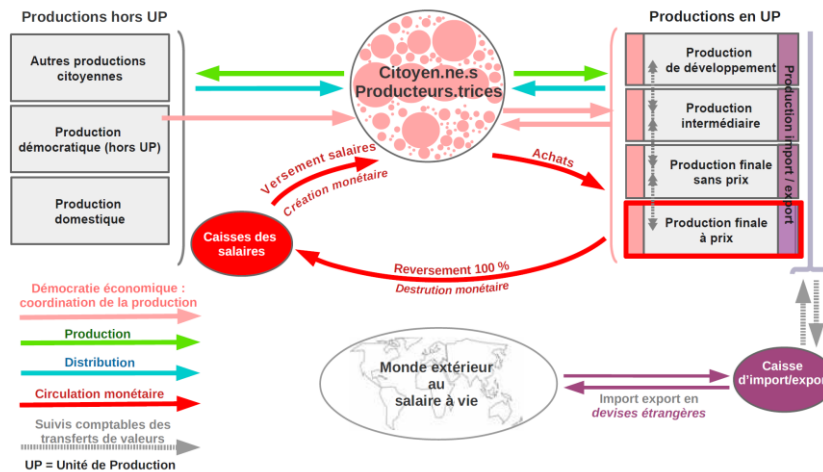 Productions hors UP
Autres productions
citoyennes
Production
démocratique (hors UP)
Production
domestique
Citoyen.ne.s
Producteurs.trices
Productions en UP
Production
de développement
Production
intermédiaire
Production finale
sans prix
Production finale
à prix
Production import / export
Versement salaires
Création monétaire
Achats
Caisses des
salaires
Reversement 100 %
Destrution monétaire
Démocratie économique :
coordination de la production
Production
Distribution
Circulation monétaire
Suivis comptables des
transferts de valeurs
UP = Unité de Production
Monde extérieur
au
salaire à vie
Import export en
devises étrangères
Caisse
d'import/export